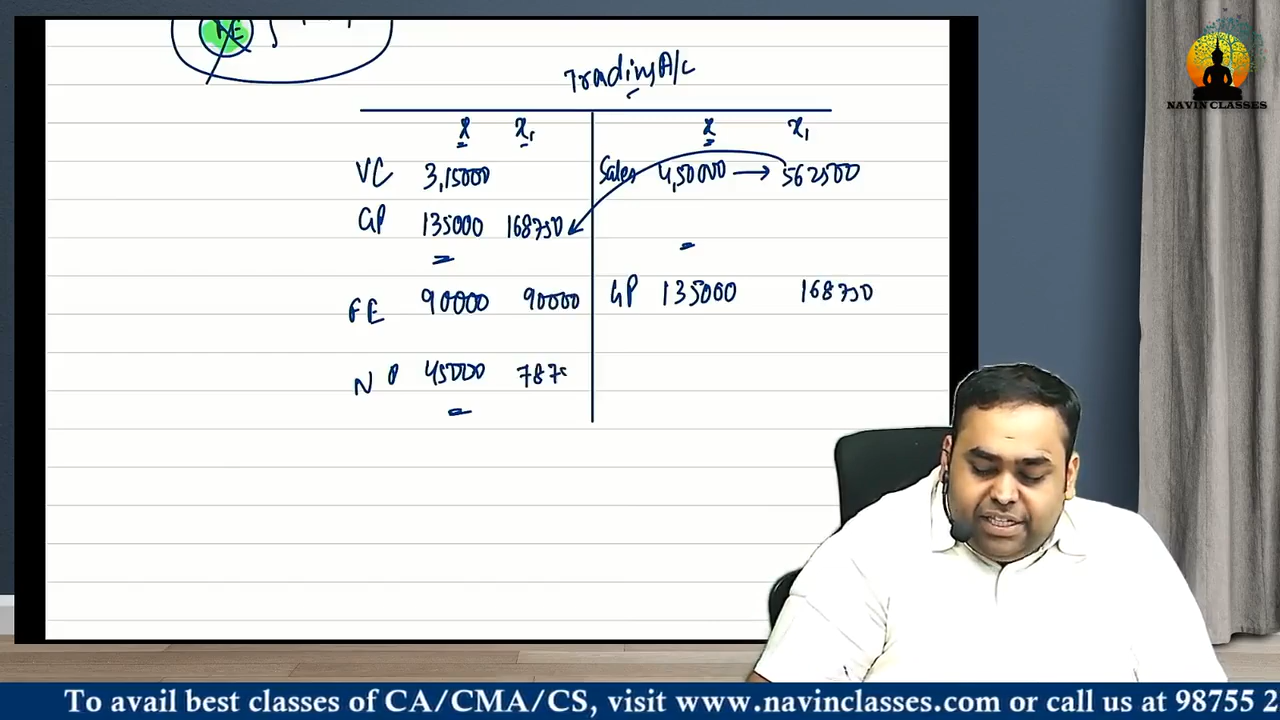 NAVIN CLASSES
Trading A/c
x x₁ x x₁
VC 3,15000 Sales 4,50000 → 562500
GP 135000 168750
GP 135000 168750
FE 90000 90000
NP 45000 787
To avail best classes of CA/CMA/CS, visit www.navinclasses.com or call us at 98755 2